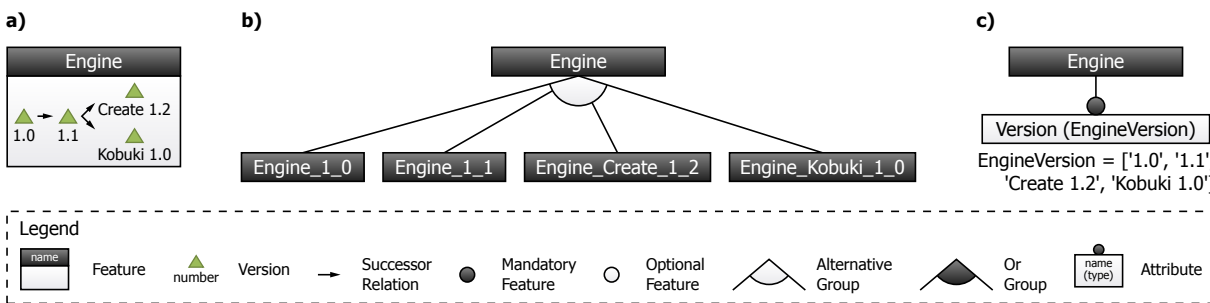 a)
Engine
1.0
1.1
Create 1.2
Kobuki 1.0
b)
Engine
Engine_1_0
Engine_1_1
Engine_Create_1_2
Engine_Kobuki_1_0
c)
Engine
Version (EngineVersion)
EngineVersion = ['1.0', '1.1'
'Create 1.2', 'Kobuki 1.0']
Legend
name
Feature
number
Version
Successor
Relation
Mandatory
Feature
Optional
Feature
Alternative
Group
Or
Group
name
(type)
Attribute